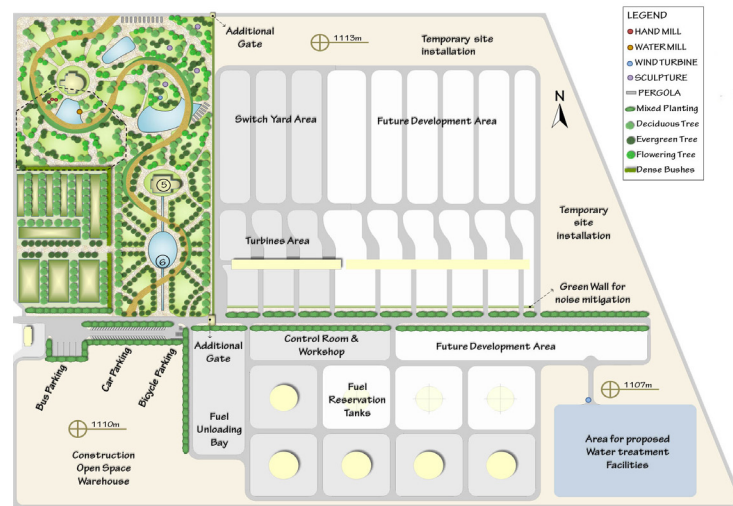 Additional
Gate
1113m
Temporary site
installation
LEGEND
HAND MILL
WATER MILL
WIND TURBINE
SCULPTURE
PERGOLA
Mixed Planting
Deciduous Tree
Evergreen Tree
Flowering Tree
Dense Bushes
N
Switch Yard Area
Future Development Area
5
Temporary
site
installation
Turbines Area
6
Green Wall for
noise mitigation
Additional
Gate
Control Room &
Workshop
Future Development Area
Bus Parking
Car Parking
Bicycle Parking
Fuel
Reservation
Tanks
1107m
Fuel
Unloading
Bay
1110m
Construction
Open Space
Warehouse
Area for proposed
Water treatment
Facilities